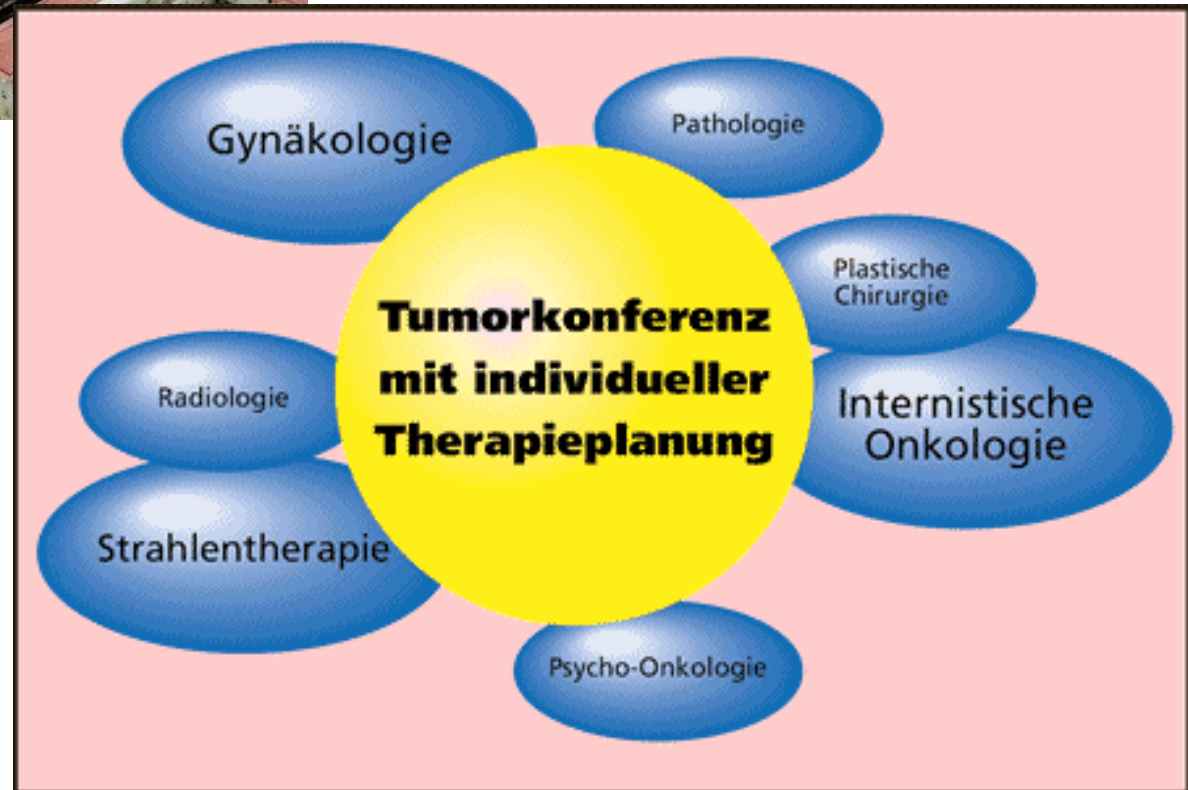 Gynäkologie
Pathologie
Plastische
Chirurgie
Tumorkonferenz
mit individueller
Therapieplanung
Radiologie
Internistische
Onkologie
Strahlentherapie
Psycho-Onkologie